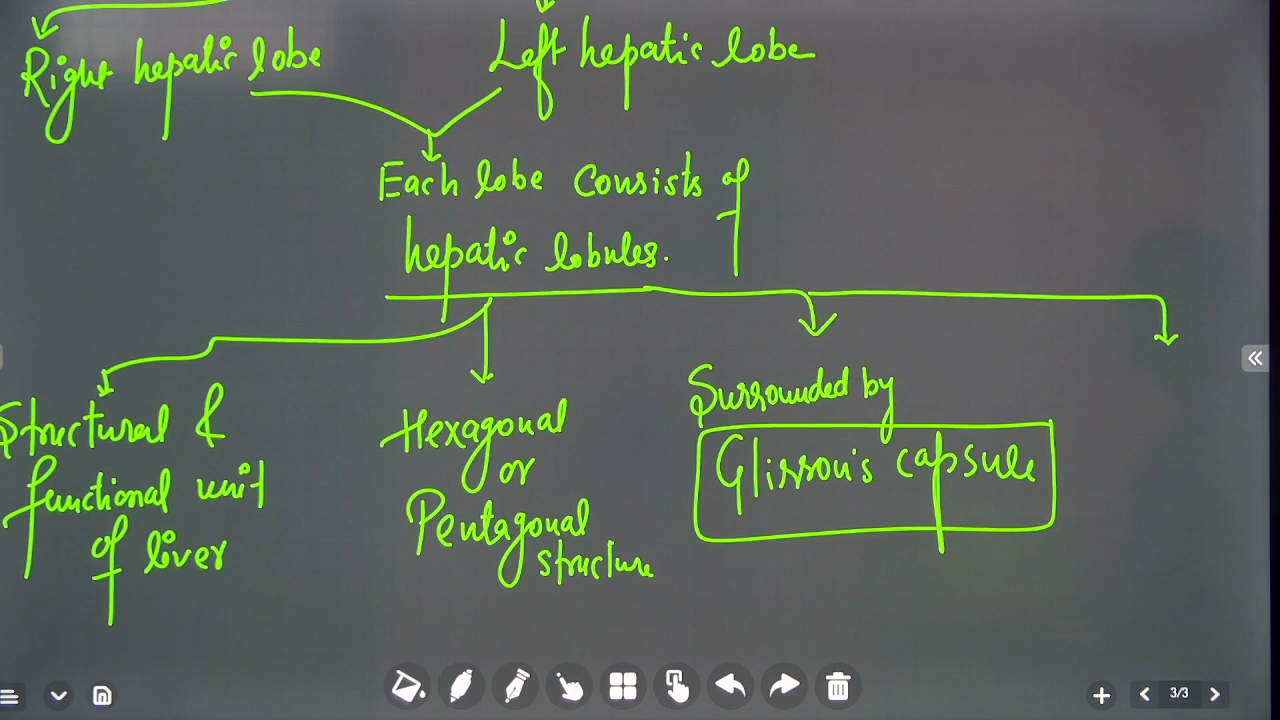 Right hepatic lobe
Left hepatic lobe
Each lobe consists of
hepatic lobules.
Structural &
functional unit
of liver
Hexagonal
or
Pentagonal
structure
Surrounded by
Glisson's capsule
3/3